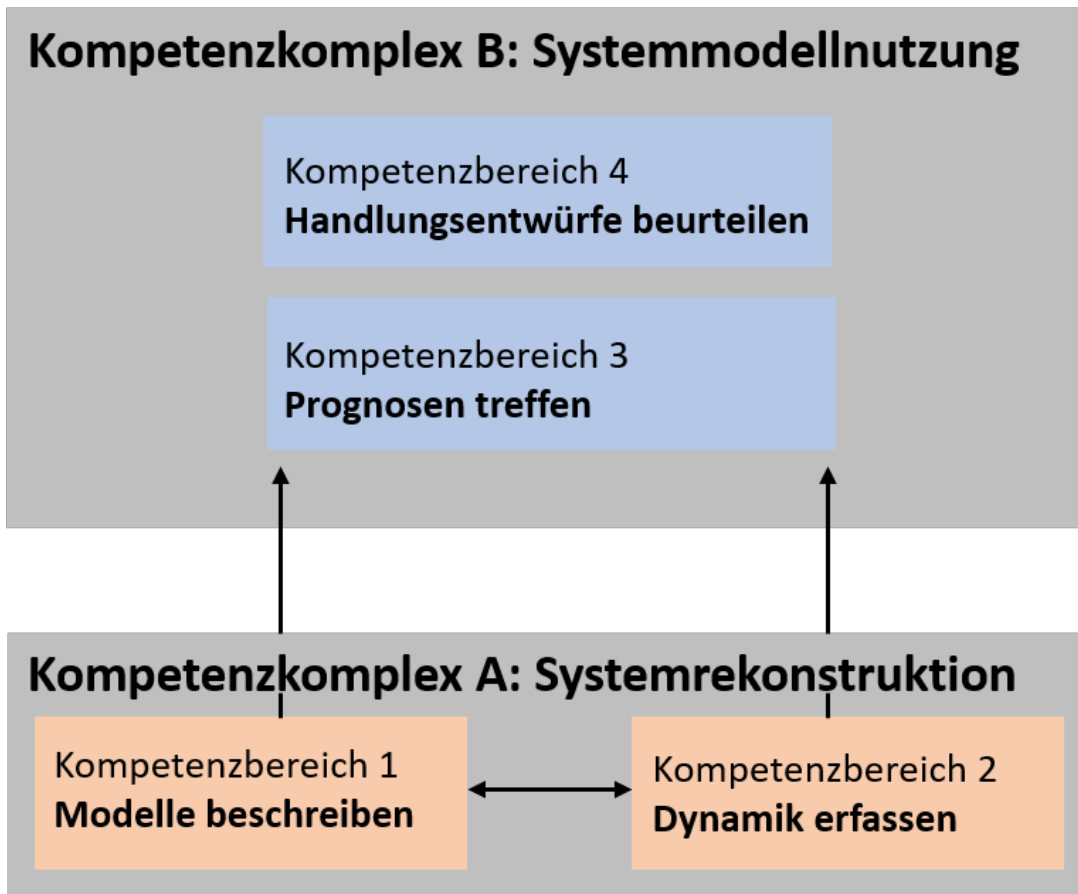 Kompetenzkomplex B: Systemmodellnutzung
Kompetenzbereich 4
Handlungsentwürfe beurteilen
Kompetenzbereich 3
Prognosen treffen
Kompetenzkomplex A: Systemrekonstruktion
Kompetenzbereich 1
Modelle beschreiben
Kompetenzbereich 2
Dynamik erfassen